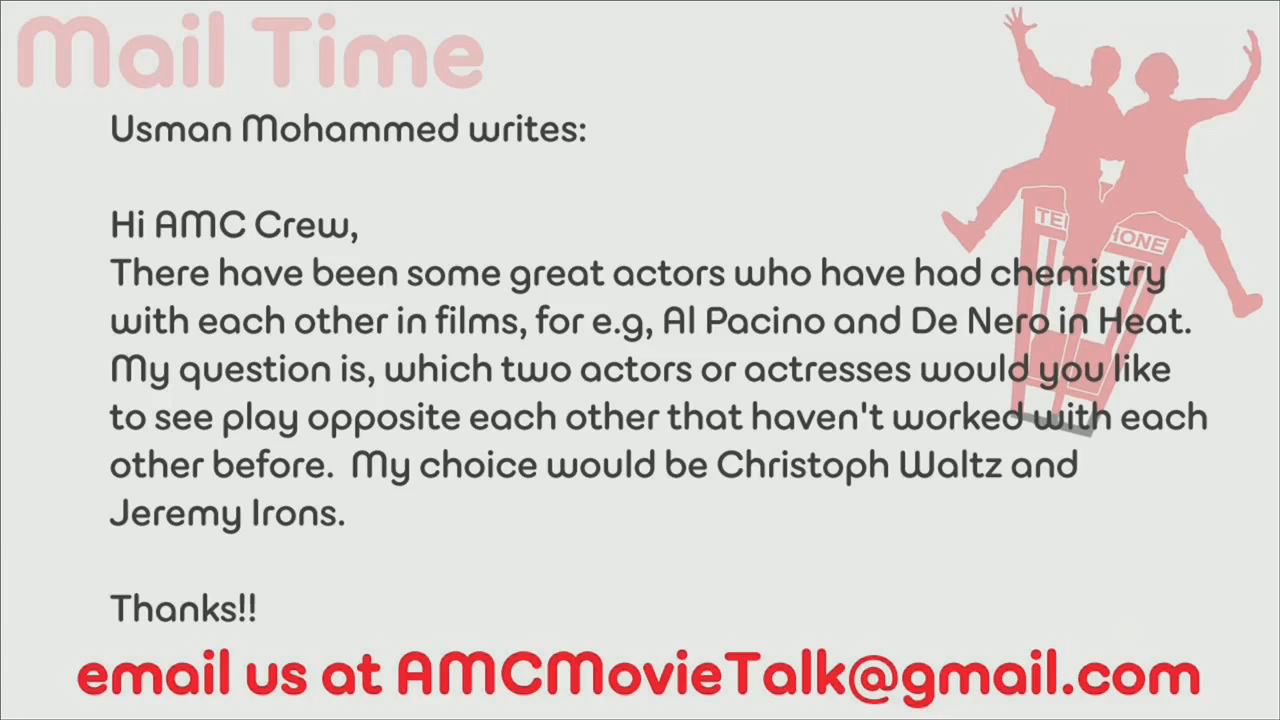 Mail Time
Usman Mohammed writes:
Hi AMC Crew,
There have been some great actors who have had chemistry
with each other in films, for e.g, Al Pacino and De Nero in Heat.
My question is, which two actors or actresses would you like
to see play opposite each other that haven't worked with each
other before.  My choice would be Christoph Waltz and
Jeremy Irons.
Thanks!!
email us at AMCMovieTalk@gmail.com